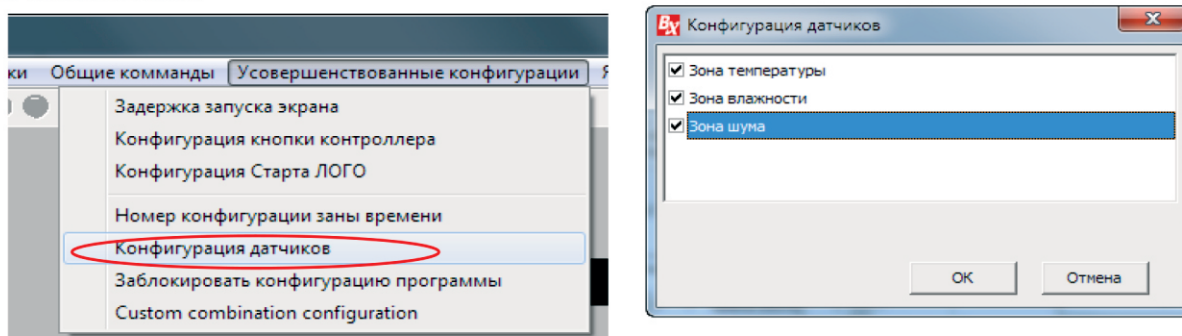 ки Общие комманды Усовершенствованные конфигурации
Задержка запуска экрана
Конфигурация кнопки контроллера
Конфигурация Старта ЛОГО
Номер конфигурации заны времени
Конфигурация датчиков
Заблокировать конфигурацию программы
Custom combination configuration
BX Конфигурация датчиков
Зона температуры
Зона влажности
Зона шума
OK Отмена